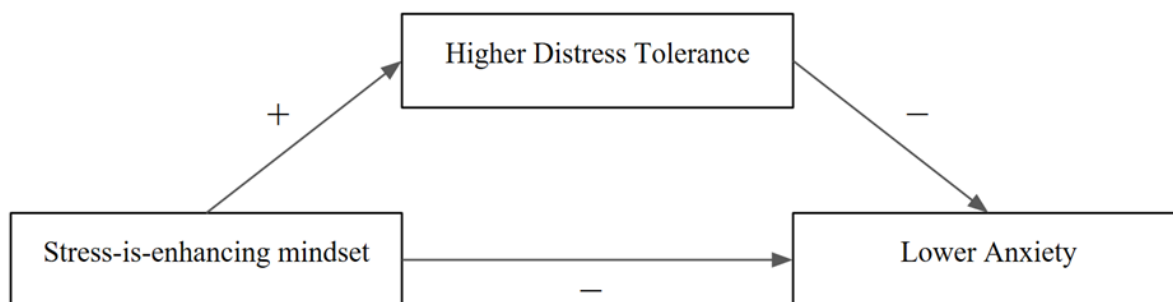 Higher Distress Tolerance
+
–
Stress-is-enhancing mindset
Lower Anxiety
–